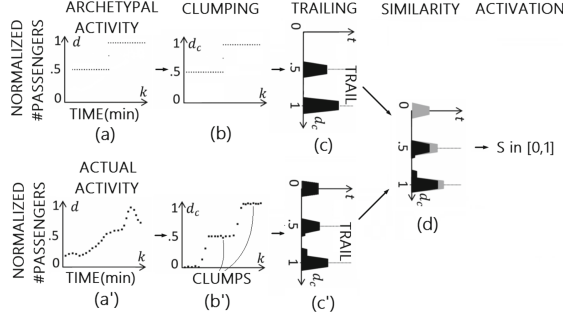 ARCHETYPAL ACTIVITY
CLUMPING
TRAILING
SIMILARITY
ACTIVATION
NORMALIZED
#PASSENGERS
1
.5
0
d
k
TIME(min)
(a)
1
.5
0
d_c
k
(b)
0
.5
1
t
TRAIL
d_c
(c)
ACTUAL
ACTIVITY
NORMALIZED
#PASSENGERS
1
.5
0
d
k
TIME(min)
(a')
1
.5
0
d_c
k
CLUMPS
(b')
0
.5
1
t
TRAIL
d_c
(c')
0
.5
1
t
d_c
(d)
S in [0,1]